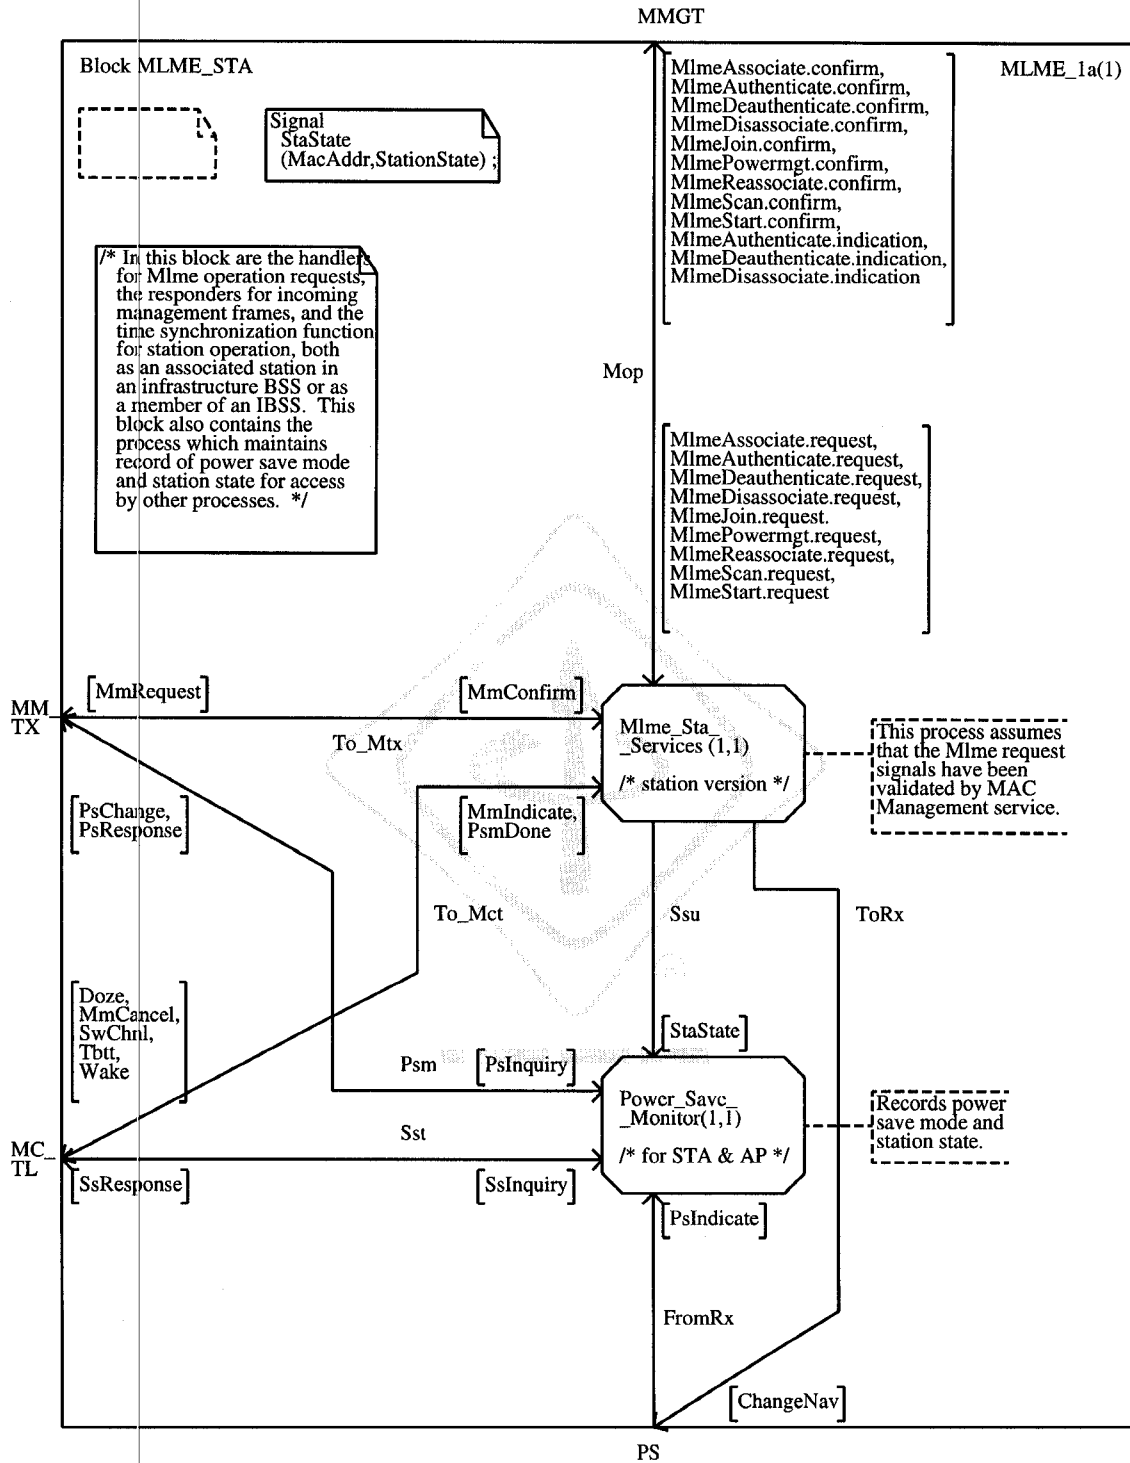 MMGT
Block MLME_STA
MLME_1a(1)
Signal
StaState
(MacAddr,StationState) ;
MlmeAssociate.confirm,
MlmeAuthenticate.confirm,
MlmeDeauthenticate.confirm,
MlmeDisassociate.confirm,
MlmeJoin.confirm,
MlmePowermgt.confirm,
MlmeReassociate.confirm,
MlmeScan.confirm,
MlmeStart.confirm,
MlmeAuthenticate.indication,
MlmeDeauthenticate.indication,
MlmeDisassociate.indication
/* In this block are the handlers
for Mlme operation requests,
the responders for incoming
management frames, and the
time synchronization function
for station operation, both
as an associated station in
an infrastructure BSS or as
a member of an IBSS.  This
block also contains the
process which maintains
record of power save mode
and station state for access
by other processes.  */
Mop
MlmeAssociate.request,
MlmeAuthenticate.request,
MlmeDeauthenticate.request,
MlmeDisassociate.request,
MlmeJoin.request.
MlmePowermgt.request,
MlmeReassociate.request,
MlmeScan.request,
MlmeStart.request
MM_
TX
[MmRequest]
[MmConfirm]
To_Mtx
Mlme_Sta_
_Services (1,1)
/* station version */
This process assumes
that the Mlme request
signals have been
validated by MAC
Management service.
PsChange,
PsResponse
MmIndicate,
PsmDone
To_Mct
Ssu
ToRx
Doze,
MmCancel,
SwChnl,
Tbtt,
Wake
[StaState]
Psm
[PsInquiry]
Power_Save_
_Monitor(1,1)
/* for STA & AP */
Records power
save mode and
station state.
MC_
TL
Sst
[SsResponse]
[SsInquiry]
[PsIndicate]
FromRx
[ChangeNav]
PS